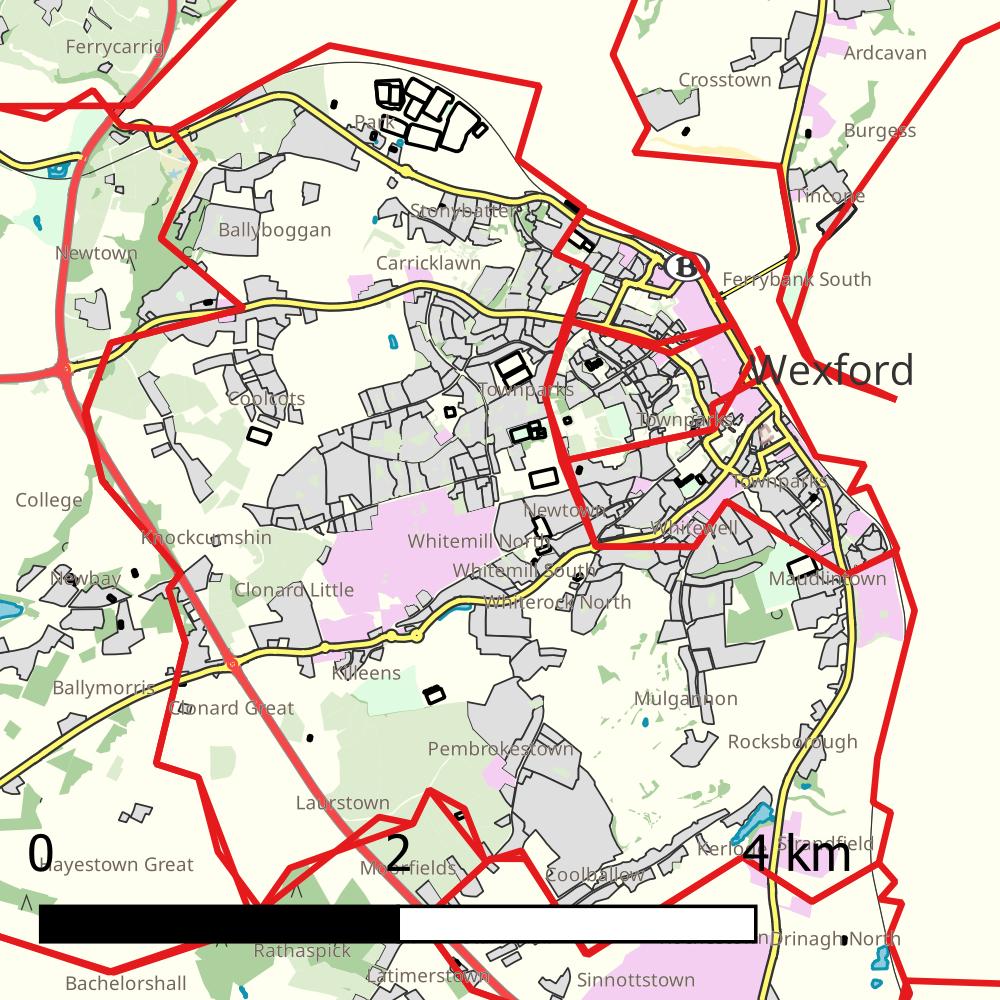 Ferrycarrig
Ardcavan
Crosstown
Park
Burgess
Tincone
Stonybatter
Ballyboggan
Newtown
Carricklawn
B
Ferrybank South
Wexford
Townparks
Coolcots
Townparks
Townparks
College
Newtown
Whitewell
Knockcumshin
Whitemill North
Whitemill South
Newbay
Maudlintown
Clonard Little
Whiterock North
Killeens
Ballymorris
Clonard Great
Mulgannon
Pembrokestown
Rocksborough
Laurstown
0
2
4 km
Strandfield
Hayestown Great
Moorfields
Coolballow
Drinagh North
Rathaspick
Latimerstown
Sinnottstown
Bachelorshall